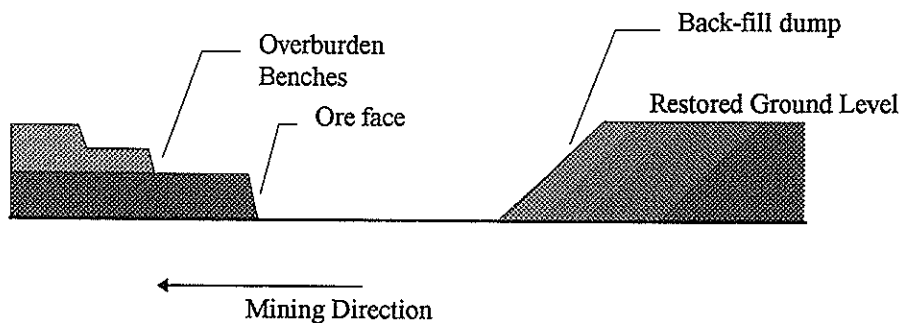 Overburden
Benches
Ore face
Back-fill dump
Restored Ground Level
Mining Direction